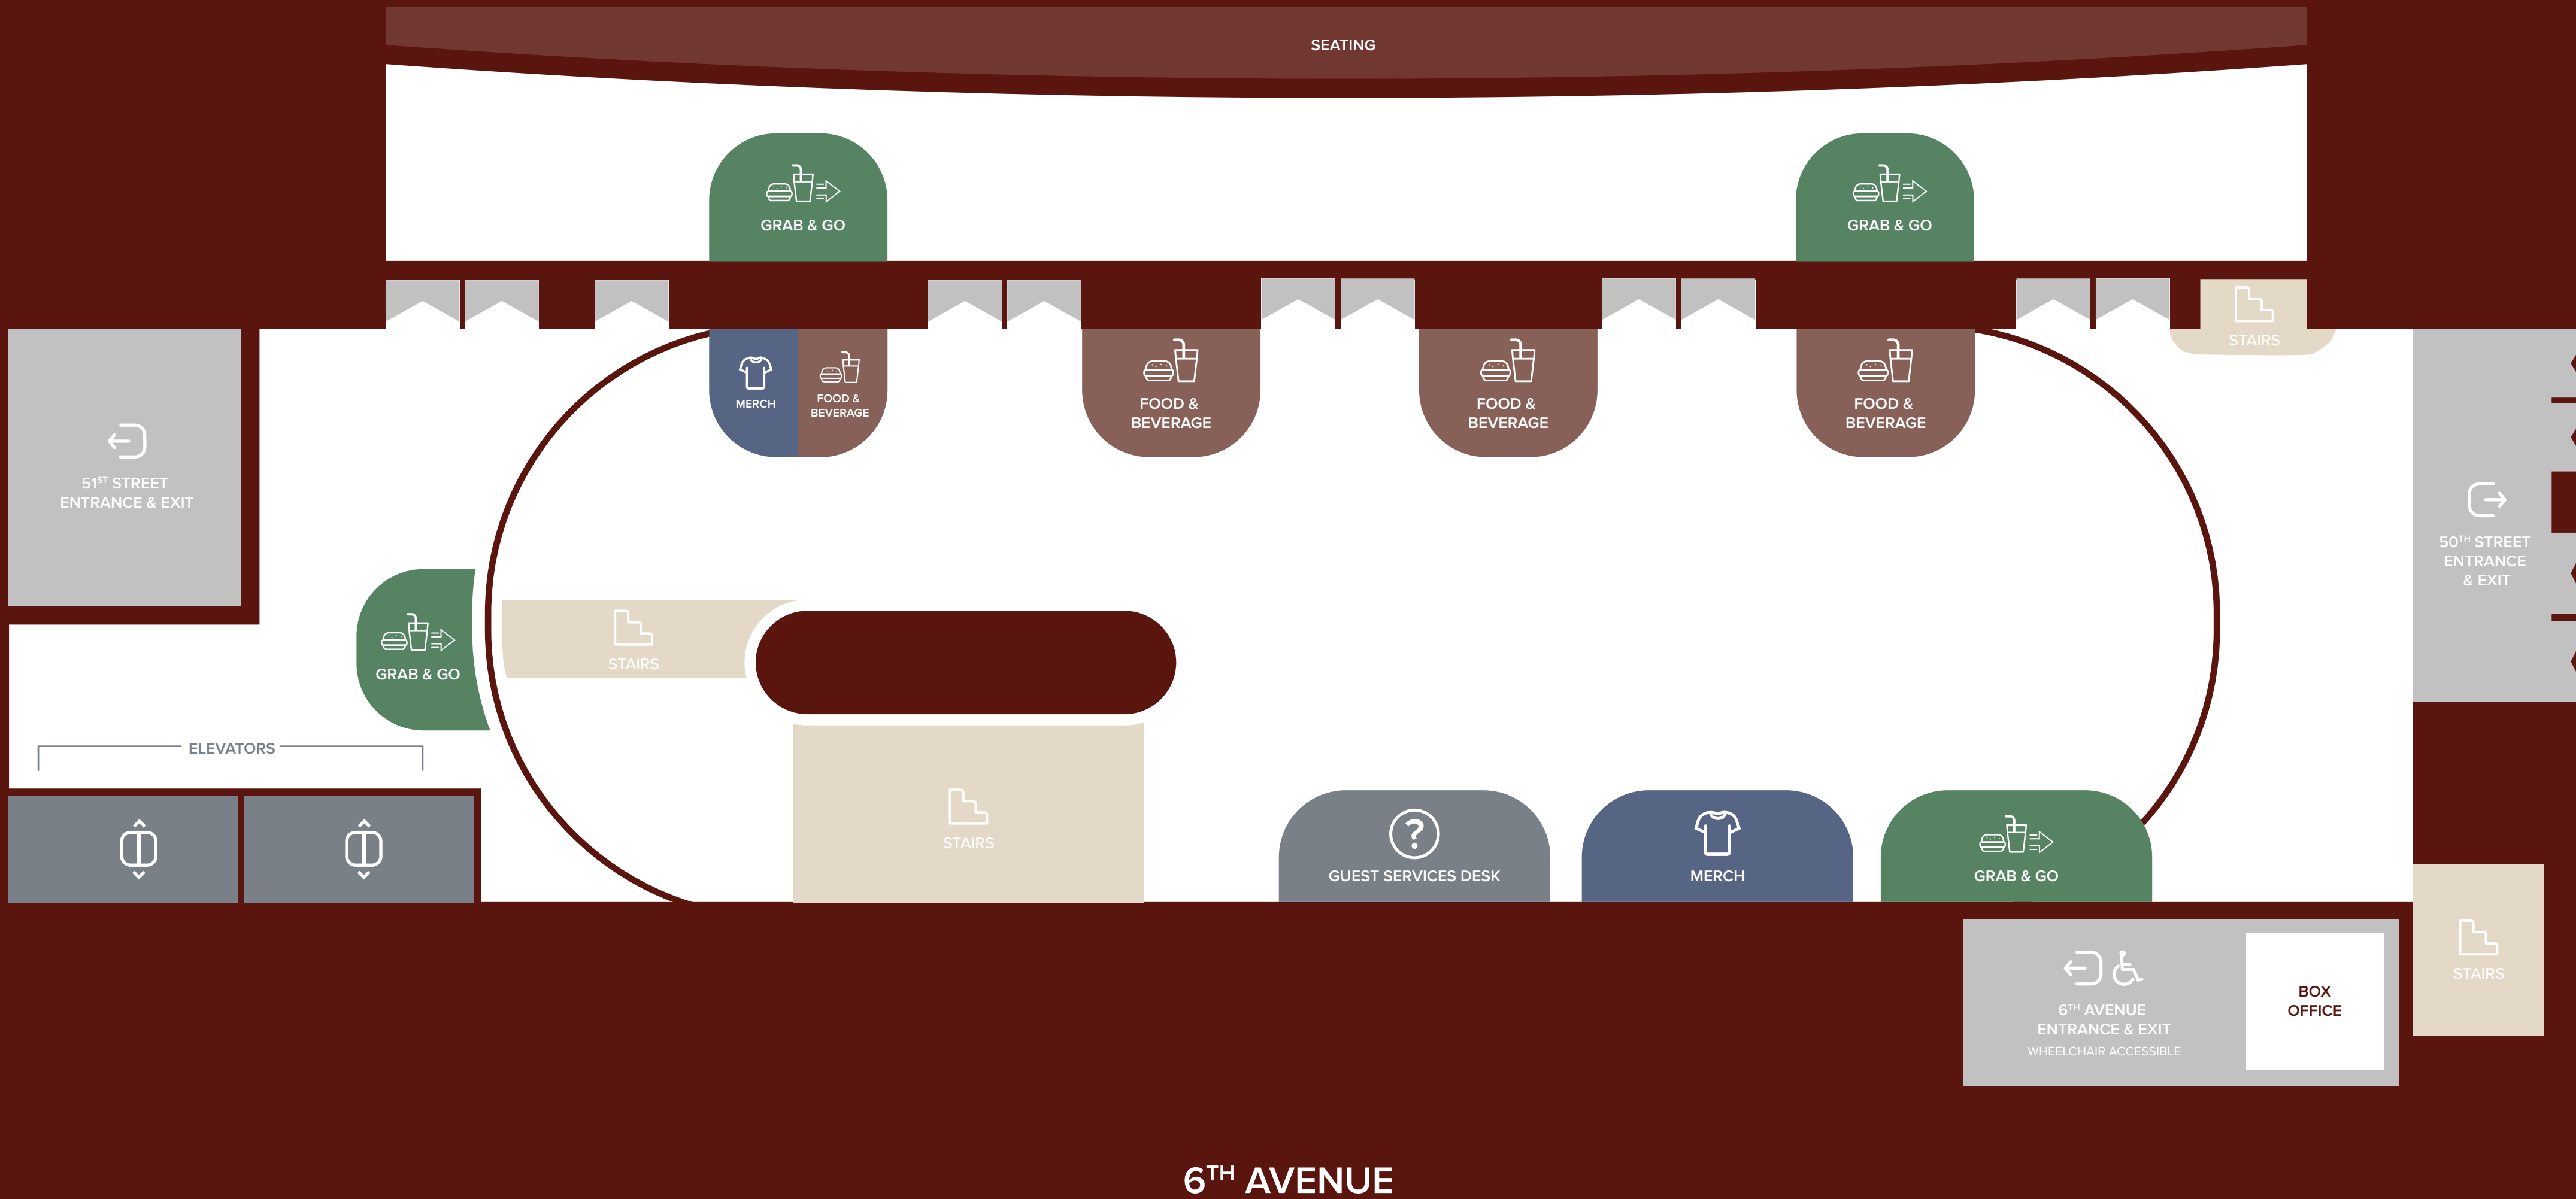 SEATING
GRAB & GO
GRAB & GO
STAIRS
MERCH
FOOD &
BEVERAGE
FOOD &
BEVERAGE
FOOD &
BEVERAGE
FOOD &
BEVERAGE
51ST STREET
ENTRANCE & EXIT
50TH STREET
ENTRANCE
& EXIT
GRAB & GO
STAIRS
ELEVATORS
STAIRS
?
GUEST SERVICES DESK
MERCH
GRAB & GO
6TH AVENUE
ENTRANCE & EXIT
WHEELCHAIR ACCESSIBLE
BOX
OFFICE
STAIRS
6TH AVENUE